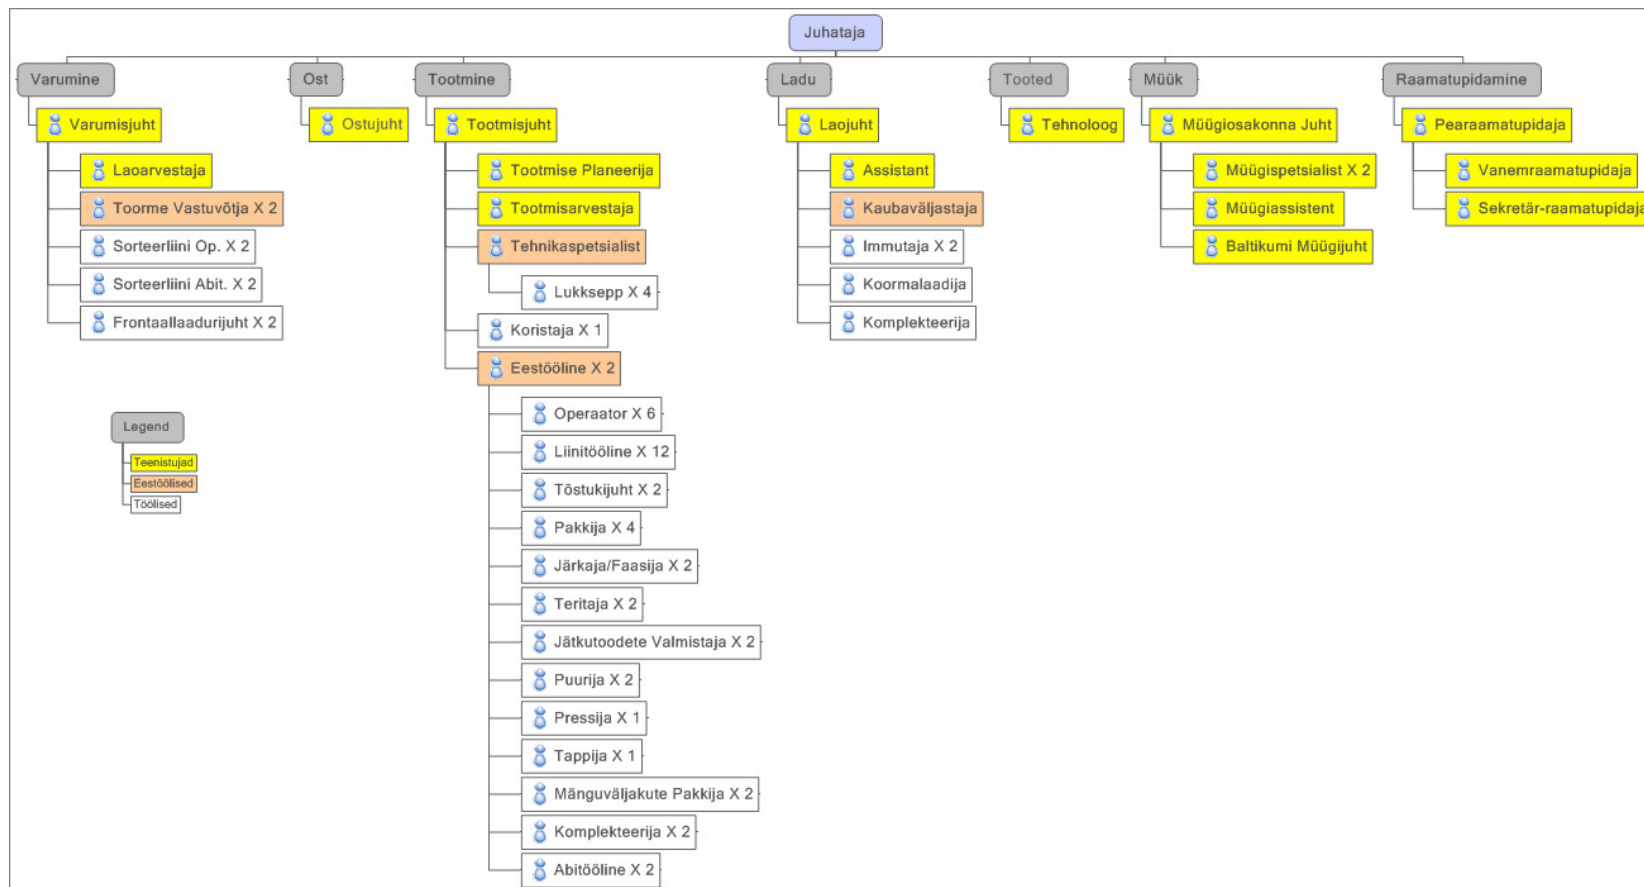 Juhataja
Varumine
Varumisjuht
Laoarvestaja
Toorme Vastuvõtja X 2
Sorteerliini Op. X 2
Sorteerliini Abit. X 2
Frontaallaadurijuht X 2
Ost
Ostujuht
Tootmine
Tootmisjuht
Tootmise Planeerija
Tootmisarvestaja
Tehnikaspetsialist
Lukksepp X 4
Koristaja X 1
Eestööline X 2
Operaator X 6
Liinitööline X 12
Tõstukijuht X 2
Pakkija X 4
Järkaja/Faasija X 2
Teritaja X 2
Jätkutoodete Valmistaja X 2
Puurija X 2
Pressija X 1
Tappija X 1
Mänguväljakute Pakkija X 2
Komplekteerija X 2
Abitööline X 2
Ladu
Laojuht
Assistant
Kaubaväljastaja
Immutaja X 2
Koormalaadija
Komplekteerija
Tooted
Tehnoloog
Müük
Müügiosakonna Juht
Müügispetsialist X 2
Müügiassistent
Baltikumi Müügijuht
Raamatupidamine
Pearaamatupidaja
Vanemraamatupidaja
Sekretär-raamatupidaja
Legend
Teenistujad
Eestöölised
Töölised